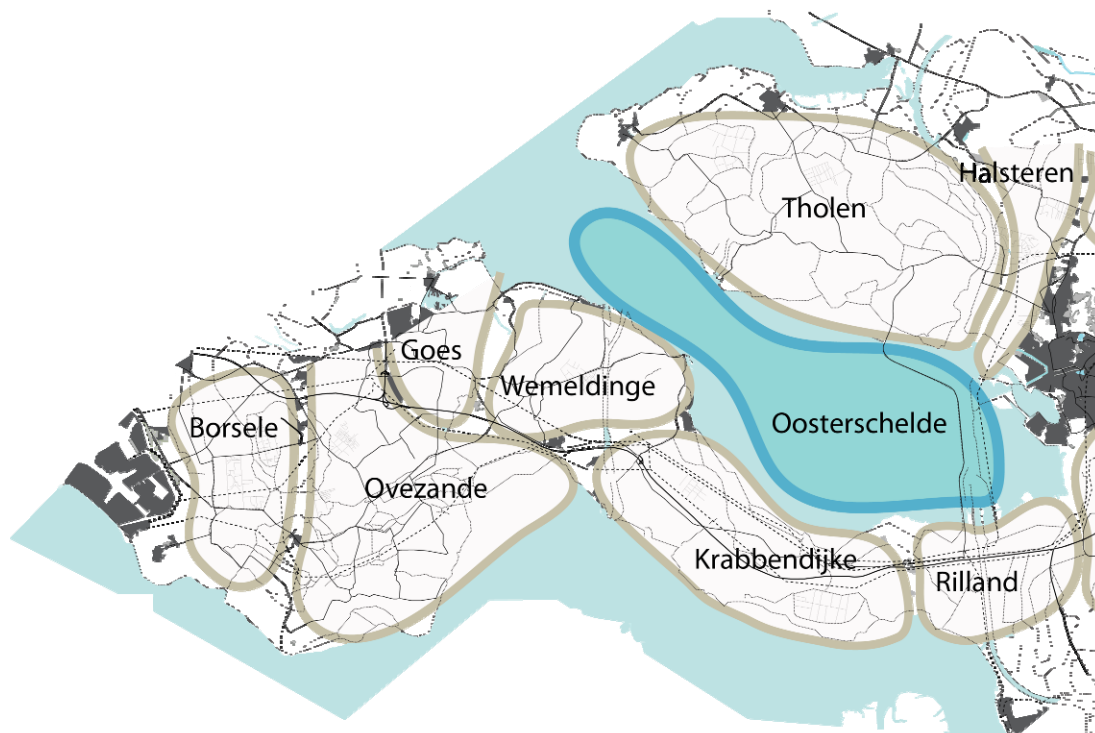 Halsteren
Tholen
Goes
Wemeldinge
Borsele
Oosterschelde
Ovezande
Krabbendijke
Rilland